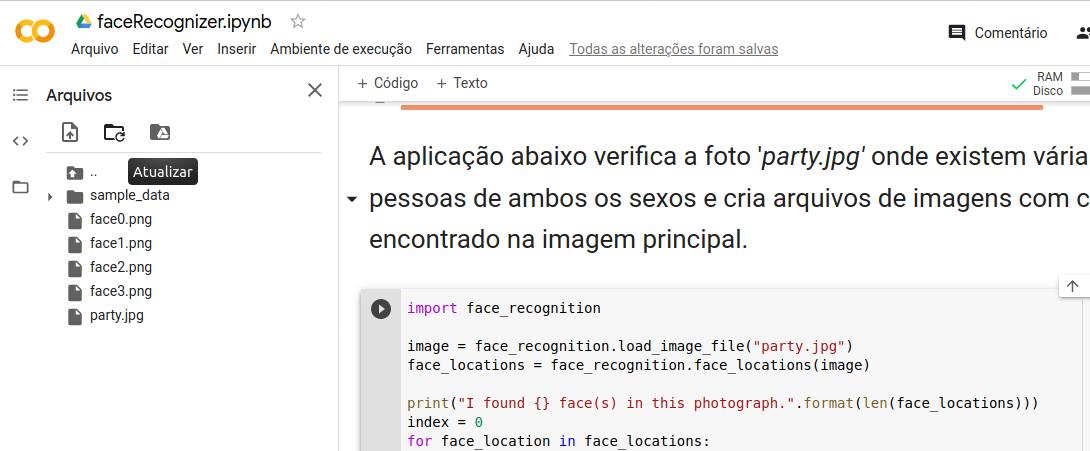 faceRecognizer.ipynb
Arquivo Editar Ver Inserir Ambiente de execução Ferramentas Ajuda Todas as alterações foram salvas
Comentário
Arquivos
+ Código + Texto
RAM
Disco
Atualizar
..
sample_data
face0.png
face1.png
face2.png
face3.png
party.jpg
A aplicação abaixo verifica a foto 'party.jpg' onde existem vária
pessoas de ambos os sexos e cria arquivos de imagens com c
encontrado na imagem principal.
import face_recognition
image = face_recognition.load_image_file("party.jpg")
face_locations = face_recognition.face_locations(image)
print("I found {} face(s) in this photograph.".format(len(face_locations)))
index = 0
for face_location in face_locations: